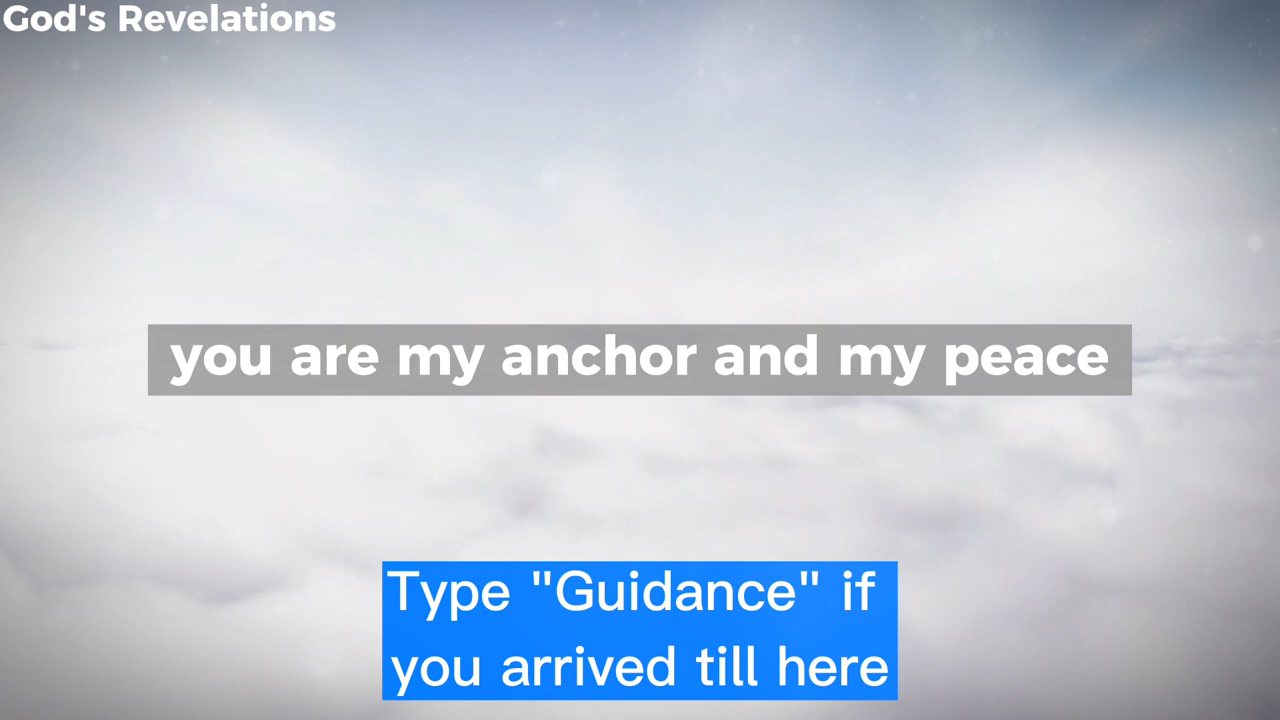 God's Revelations
you are my anchor and my peace
Type "Guidance" if
you arrived till here